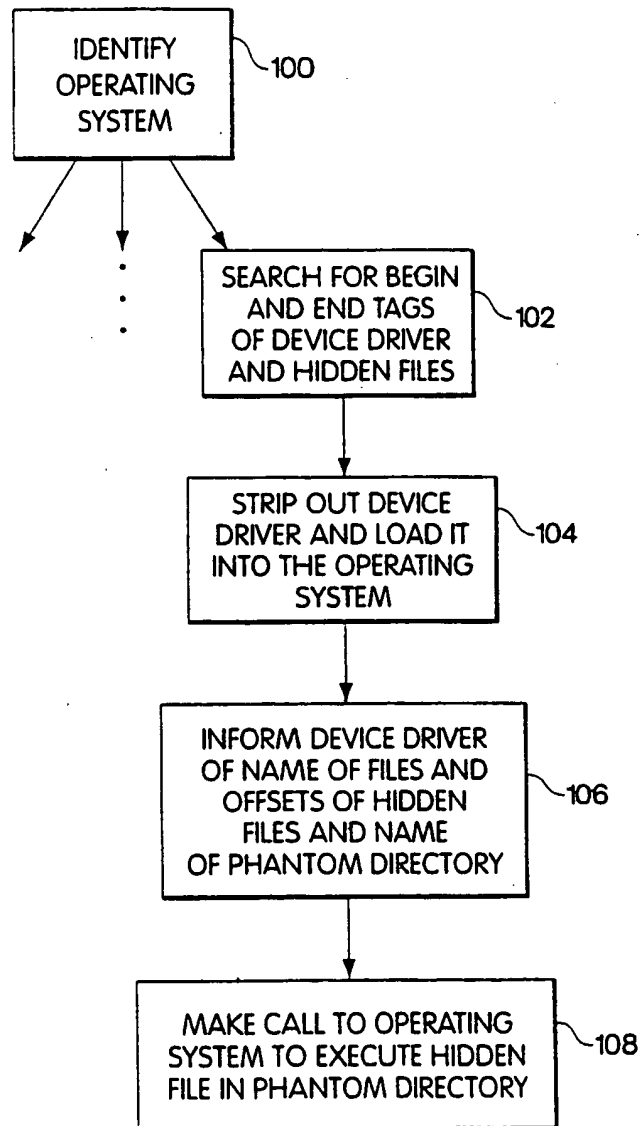 IDENTIFY
OPERATING
SYSTEM
100
SEARCH FOR BEGIN
AND END TAGS
OF DEVICE DRIVER
AND HIDDEN FILES
102
STRIP OUT DEVICE
DRIVER AND LOAD IT
INTO THE OPERATING
SYSTEM
104
INFORM DEVICE DRIVER
OF NAME OF FILES AND
OFFSETS OF HIDDEN
FILES AND NAME
OF PHANTOM DIRECTORY
106
MAKE CALL TO OPERATING
SYSTEM TO EXECUTE HIDDEN
FILE IN PHANTOM DIRECTORY
108